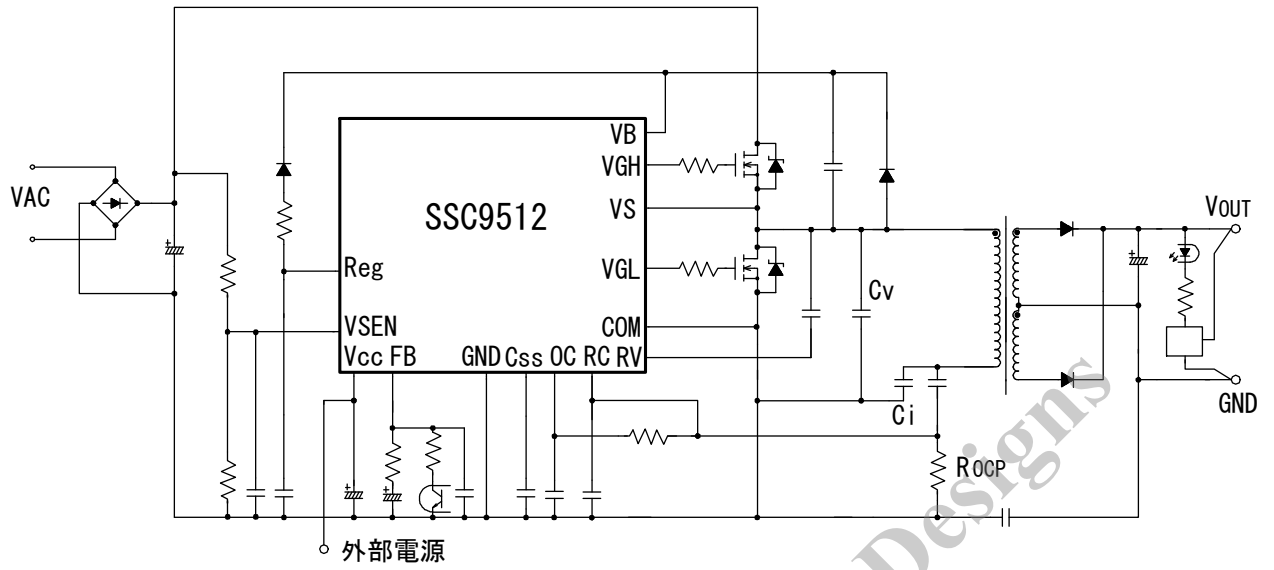 VB
VGH
VAC
SSC9512
VS
VOUT
Reg
VGL
Cv
VSEN
COM
Vcc FB GND Css OC RC RV
Ci
GND
ROCP
Designs
外部電源